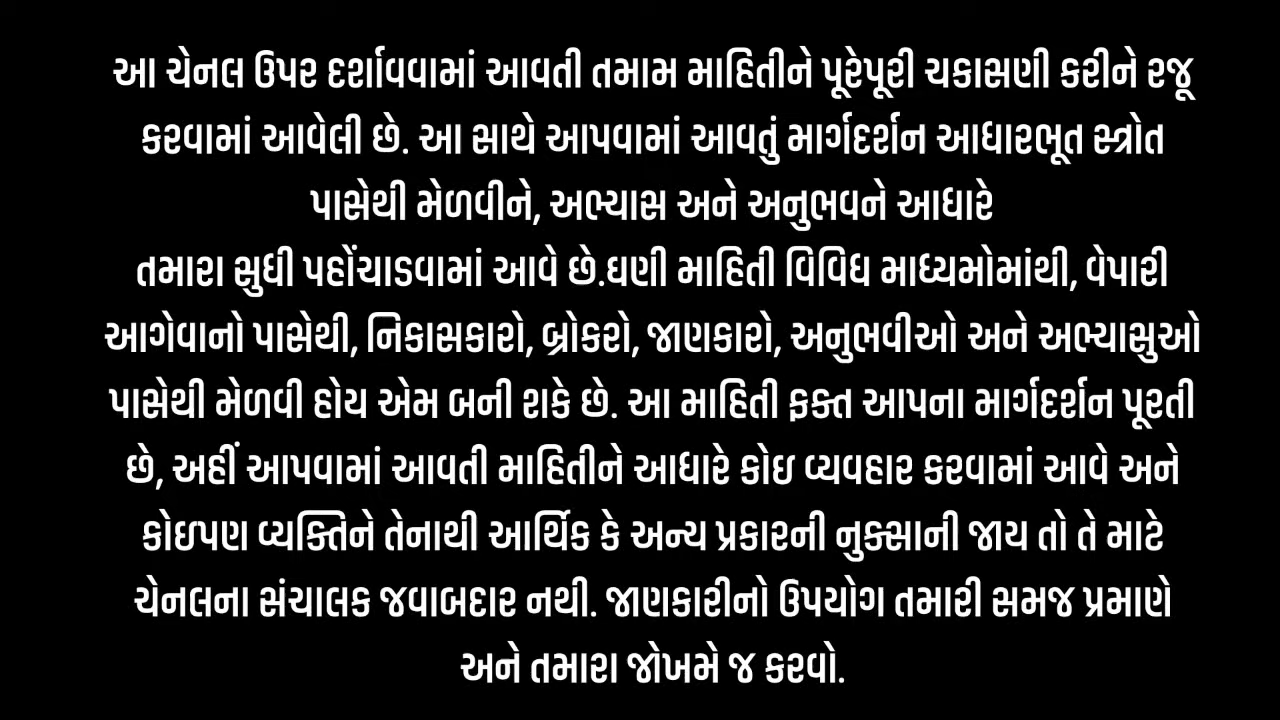 આ ચેનલ ઉપર દર્શાવવામાં આવતી તમામ માહિતીને પૂરેપૂરી ચકાસણી કરીને રજૂ
કરવામાં આવેલી છે. આ સાથે આપવામાં આવતું માર્ગદર્શન આધારભૂત સ્ત્રોત
પાસેથી મેળવીને, અભ્યાસ અને અનુભવને આધારે
તમારા સુધી પહોંચાડવામાં આવે છે.ઘણી માહિતી વિવિધ માધ્યમોમાંથી, વેપારી
આગેવાનો પાસેથી, નિકાસકારો, બ્રોકરો, જાણકારો, અનુભવીઓ અને અભ્યાસુઓ
પાસેથી મેળવી હોય એમ બની શકે છે. આ માહિતી ફક્ત આપના માર્ગદર્શન પૂરતી
છે, અહીં આપવામાં આવતી માહિતીને આધારે કોઇ વ્યવહાર કરવામાં આવે અને
કોઇપણ વ્યક્તિને તેનાથી આર્થિક કે અન્ય પ્રકારની નુક્સાની જાય તો તે માટે
ચેનલના સંચાલક જવાબદાર નથી. જાણકારીનો ઉપયોગ તમારી સમજ પ્રમાણે
અને તમારા જોખમે જ કરવો.